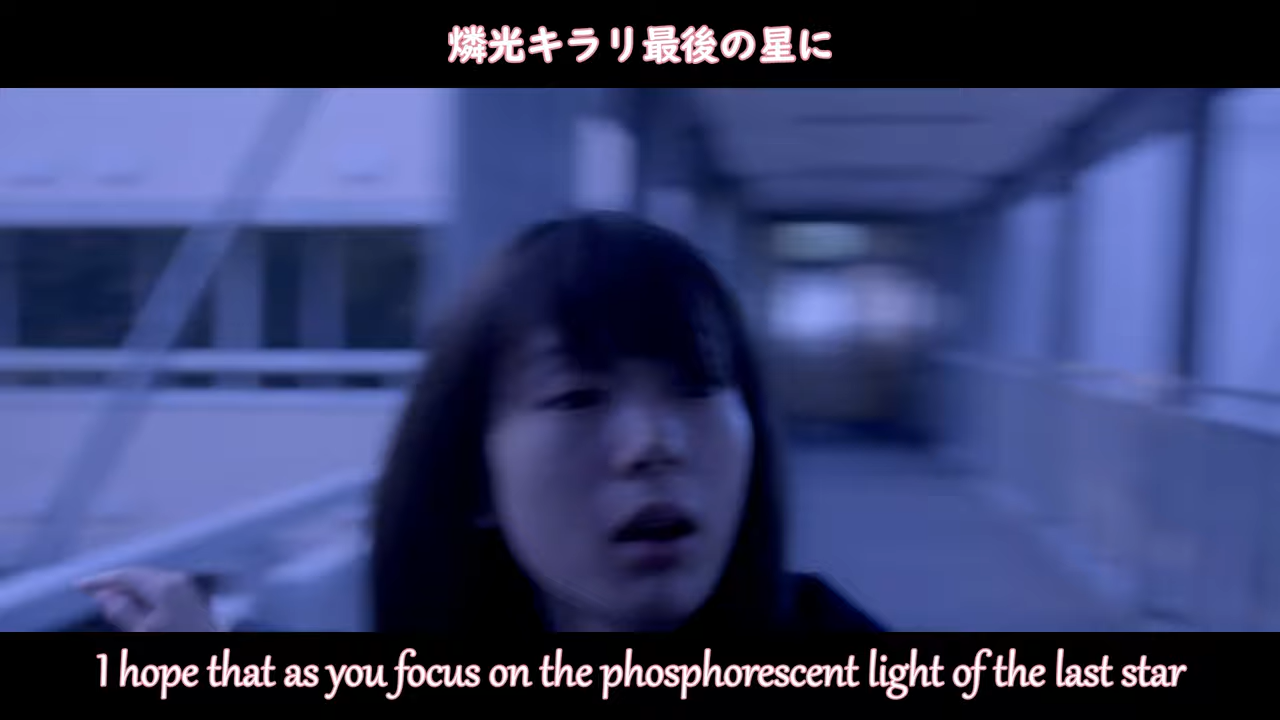 燐光キラリ最後の星に
I hope that as you focus on the phosphorescent light of the last star